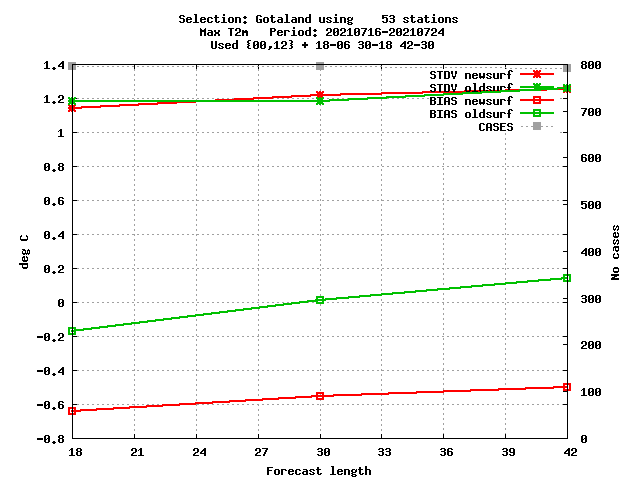 Selection: Gotaland using    53 stations
Max T2m   Period: 20210716-20210724
Used {00,12} + 18-06 30-18 42-30
1.4
1.2
1
0.8
0.6
0.4
0.2
0
-0.2
-0.4
-0.6
-0.8
deg C
STDV newsurf
STDV oldsurf
BIAS newsurf
BIAS oldsurf
CASES
800
700
600
500
400
300
200
100
0
No cases
18 21 24 27 30 33 36 39 42
Forecast length